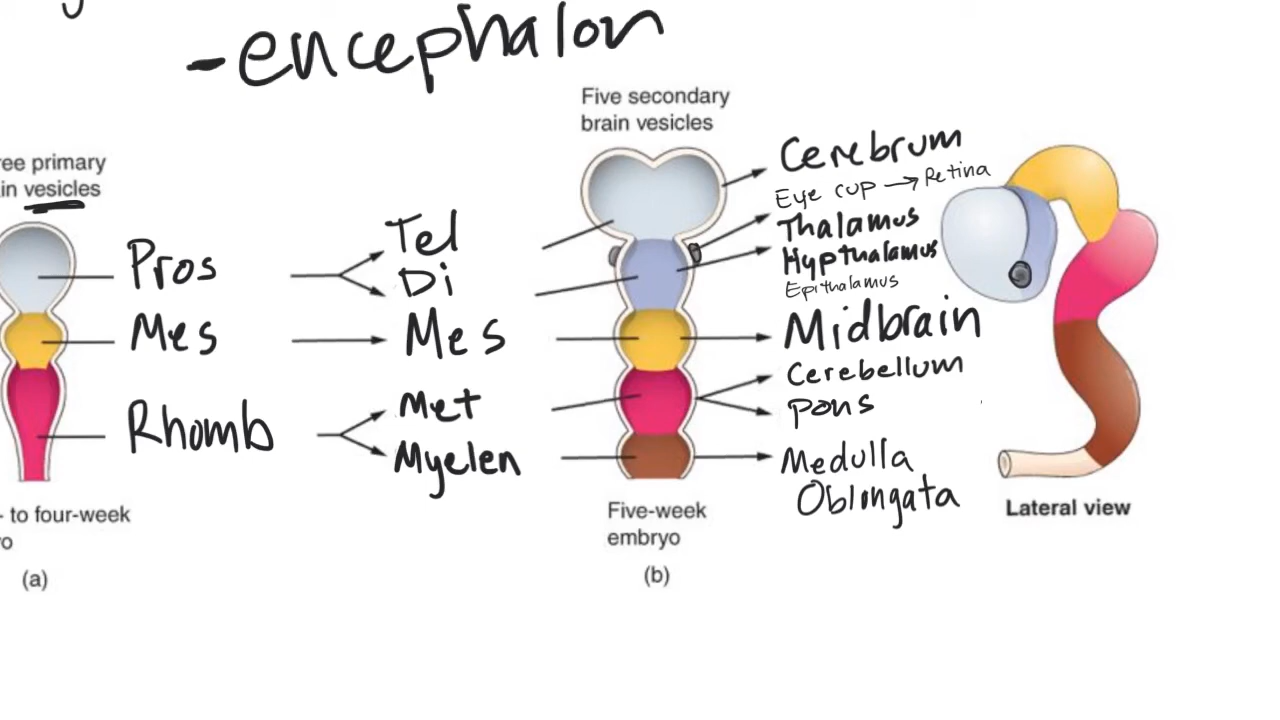 -encephalon
Five secondary
brain vesicles
ree primary
in vesicles
Pros
Mes
Rhomb
Tel
Di
Mes
Met
Myelen
Cerebrum
Eye cup → Retina
Thalamus
Hypthalamus
Epithalamus
Midbrain
Cerebellum
Pons
Medulla
Oblongata
- to four-week
o
(a)
Five-week
embryo
(b)
Lateral view